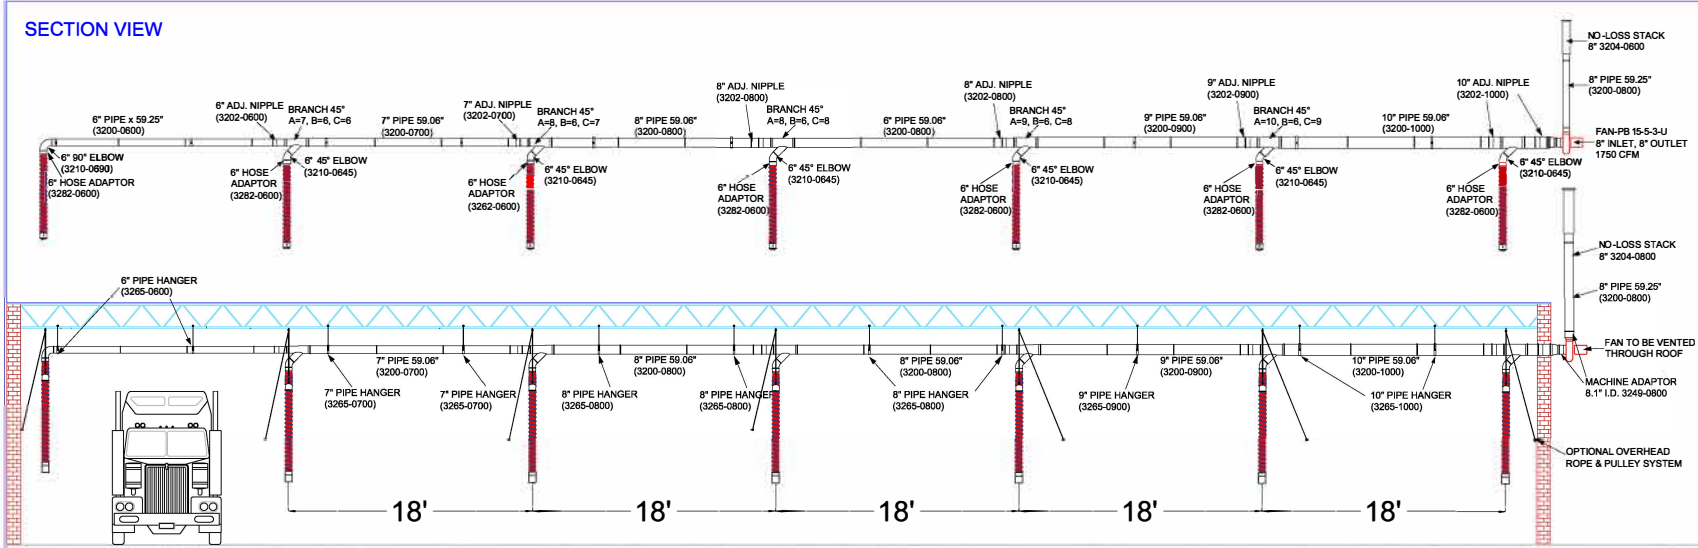 SECTION VIEW
NO-LOSS STACK
8" 3204-0600
8" PIPE 59.25"
(3200-0800)
6" PIPE x 59.25"
(3200-0600)
6" ADJ. NIPPLE
(3202-0600)
BRANCH 45°
A=7, B=6, C=6
7" PIPE 59.06"
(3200-0700)
7" ADJ. NIPPLE
(3202-0700)
BRANCH 45°
A=8, B=6, C=7
8" PIPE 59.06"
(3200-0800)
8" ADJ. NIPPLE
(3202-0800)
BRANCH 45°
A=8, B=6, C=8
6" PIPE 59.06"
(3200-0800)
8" ADJ. NIPPLE
(3202-0800)
BRANCH 45°
A=9, B=6, C=8
9" PIPE 59.06"
(3200-0900)
9" ADJ. NIPPLE
(3202-0900)
BRANCH 45°
A=10, B=6, C=9
10" PIPE 59.06"
(3200-1000)
10" ADJ. NIPPLE
(3202-1000)
FAN-PB 15-5-3-U
8" INLET, 8" OUTLET
1750 CFM
6" 90° ELBOW
(3210-0690)
6" HOSE ADAPTOR
(3282-0600)
6" HOSE
ADAPTOR
(3282-0600)
6" 45° ELBOW
(3210-0645)
6" HOSE
ADAPTOR
(3262-0600)
6" 45° ELBOW
(3210-0645)
6" HOSE
ADAPTOR
(3282-0600)
6" 45° ELBOW
(3210-0645)
6" HOSE
ADAPTOR
(3282-0600)
6" 45° ELBOW
(3210-0645)
6" HOSE
ADAPTOR
(3282-0600)
6" 45° ELBOW
(3210-0645)
6" HOSE
ADAPTOR
(3282-0600)
6" 45° ELBOW
(3210-0645)
NO-LOSS STACK
8" 3204-0800
8" PIPE 59.25"
(3200-0800)
6" PIPE HANGER
(3265-0600)
7" PIPE 59.06"
(3200-0700)
8" PIPE 59.06"
(3200-0800)
8" PIPE 59.06"
(3200-0800)
9" PIPE 59.06"
(3200-0900)
10" PIPE 59.06"
(3200-1000)
FAN TO BE VENTED
THROUGH ROOF
7" PIPE HANGER
(3265-0700)
7" PIPE HANGER
(3265-0700)
8" PIPE HANGER
(3265-0800)
8" PIPE HANGER
(3265-0800)
8" PIPE HANGER
(3265-0800)
9" PIPE HANGER
(3265-0900)
10" PIPE HANGER
(3265-1000)
MACHINE ADAPTOR
8.1" I.D. 3249-0800
OPTIONAL OVERHEAD
ROPE & PULLEY SYSTEM
18'
18'
18'
18'
18'